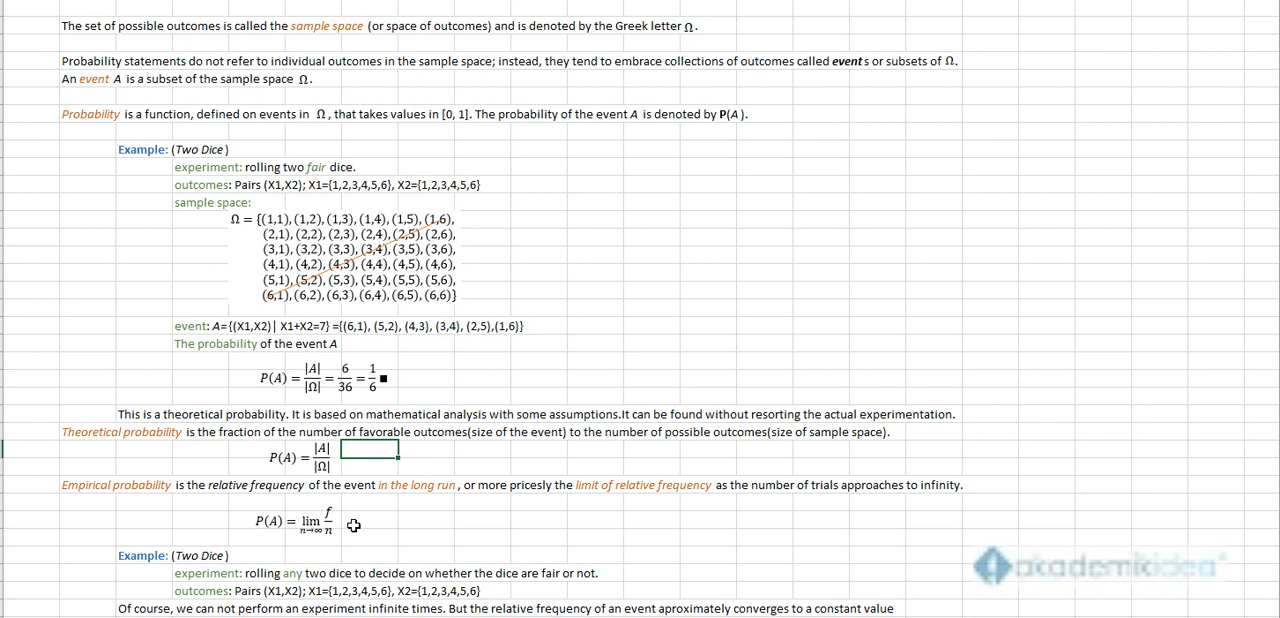 The set of possible outcomes is called the sample space (or space of outcomes) and is denoted by the Greek letter Ω.
Probability statements do not refer to individual outcomes in the sample space; instead, they tend to embrace collections of outcomes called events or subsets of Ω.
An event A is a subset of the sample space Ω.
Probability is a function, defined on events in Ω, that takes values in [0, 1]. The probability of the event A is denoted by P(A).
Example: (Two Dice)
experiment: rolling two fair dice.
outcomes: Pairs (X1,X2); X1={1,2,3,4,5,6}, X2={1,2,3,4,5,6}
sample space:
Ω = {(1,1), (1,2), (1,3), (1,4), (1,5), (1,6),
(2,1), (2,2), (2,3), (2,4), (2,5), (2,6),
(3,1), (3,2), (3,3), (3,4), (3,5), (3,6),
(4,1), (4,2), (4,3), (4,4), (4,5), (4,6),
(5,1), (5,2), (5,3), (5,4), (5,5), (5,6),
(6,1), (6,2), (6,3), (6,4), (6,5), (6,6)}
event: A={(X1,X2)| X1+X2=7} ={(6,1), (5,2), (4,3), (3,4), (2,5),(1,6)}
The probability of the event A
P(A) = |A|/|Ω| = 6/36 = 1/6 ■
This is a theoretical probability. It is based on mathematical analysis with some assumptions.It can be found without resorting the actual experimentation.
Theoretical probability is the fraction of the number of favorable outcomes(size of the event) to the number of possible outcomes(size of sample space).
P(A) = |A|/|Ω|
Empirical probability is the relative frequency of the event in the long run, or more pricesly the limit of relative frequency as the number of trials approaches to infinity.
P(A) = lim n→∞ f/n
Example: (Two Dice)
experiment: rolling any two dice to decide on whether the dice are fair or not.
akademikidea
outcomes: Pairs (X1,X2); X1={1,2,3,4,5,6}, X2={1,2,3,4,5,6}
Of course, we can not perform an experiment infinite times. But the relative frequency of an event aproximately converges to a constant value